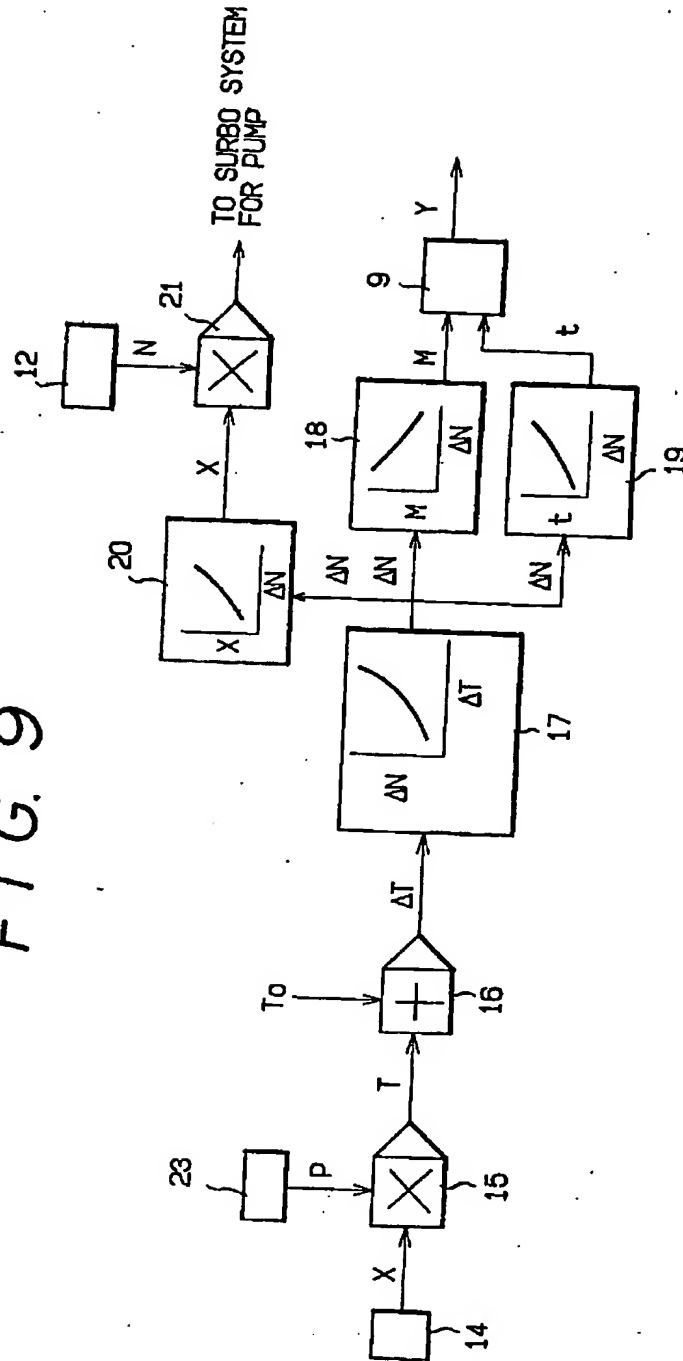 FIG. 9
14
X
23
P
15
T
To
16
ΔT
ΔN
ΔT
17
ΔN
ΔN
ΔN
20
X
ΔN
X
12
N
21
TO SURBO SYSTEM
FOR PUMP
18
M
ΔN
M
19
t
ΔN
t
9
Y